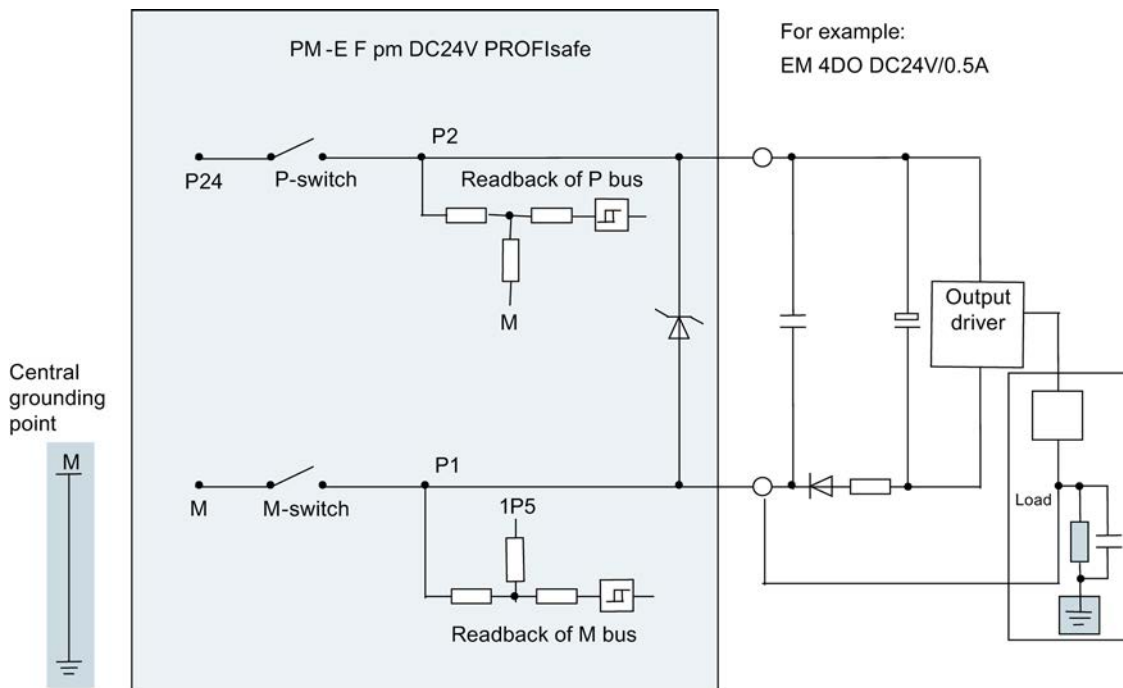 PM -E F pm DC24V PROFIsafe
For example:
EM 4DO DC24V/0.5A
P2
P24
P-switch
Readback of P bus
M
Output
driver
Central
grounding
point
M
P1
M
M-switch
1P5
Load
Readback of M bus